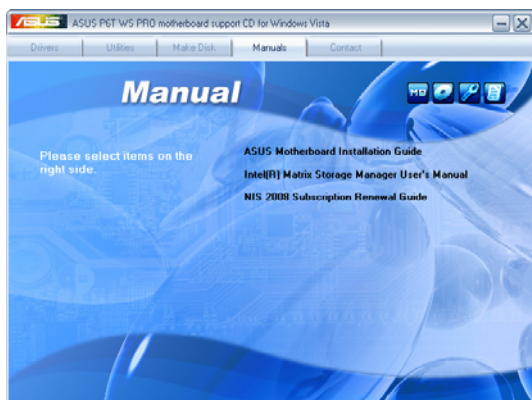 ASUS ASUS P6T WS PRO motherboard support CD for Windows Vista
Drivers Utilities Make Disk Manuals Contact
Manual
MB
Please select items on the
right side.
ASUS Motherboard Installation Guide
Intel(R) Matrix Storage Manager User's Manual
NIS 2008 Subscription Renewal Guide